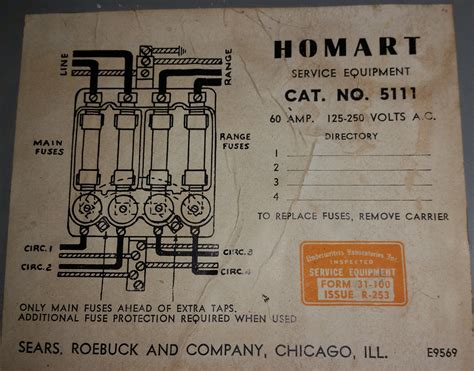 HOMART
SERVICE EQUIPMENT
CAT. NO. 5111
60 AMP. 125-250 VOLTS A.C.
DIRECTORY
1
2
3
4
TO REPLACE FUSES, REMOVE CARRIER
LINE
RANGE
MAIN
FUSES
RANGE
FUSES
CIRC. 1
CIRC. 2
CIRC. 3
CIRC. 4
Underwriters Laboratories, Inc.
INSPECTED
SERVICE EQUIPMENT
FORM 31-100
ISSUE R-253
ONLY MAIN FUSES AHEAD OF EXTRA TAPS.
ADDITIONAL FUSE PROTECTION REQUIRED WHEN USED
SEARS, ROEBUCK AND COMPANY, CHICAGO, ILL.
E9569